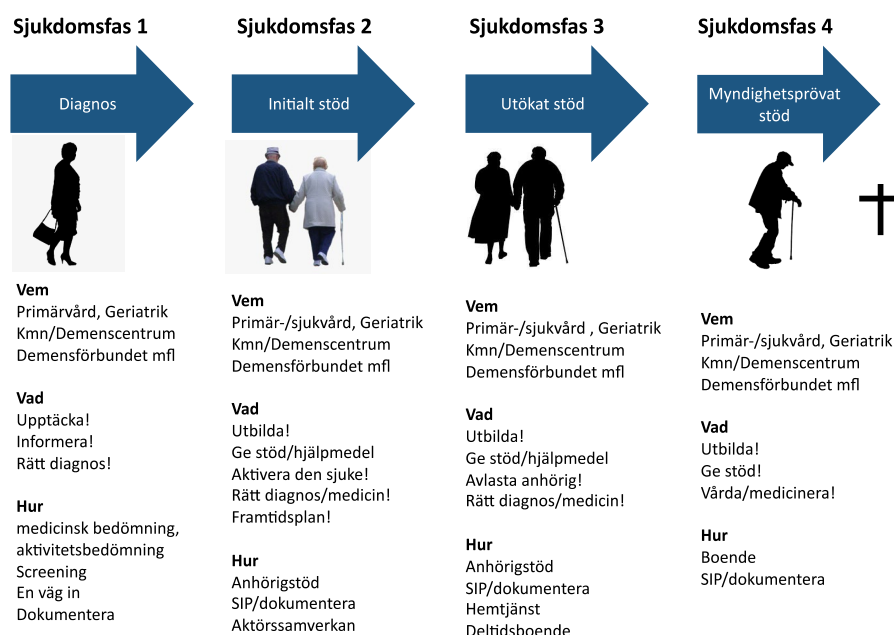 Sjukdomsfas 1
Diagnos
Vem
Primärvård, Geriatrik
Kmn/Demenscentrum
Demensförbundet mfl
Vad
Upptäcka!
Informera!
Rätt diagnos!
Hur
medicinsk bedömning,
aktivitetsbedömning
Screening
En väg in
Dokumentera
Sjukdomsfas 2
Initialt stöd
Vem
Primär-/sjukvård, Geriatrik
Kmn/Demenscentrum
Demensförbundet mfl
Vad
Utbilda!
Ge stöd/hjälpmedel
Aktivera den sjuke!
Rätt diagnos/medicin!
Framtidsplan!
Hur
Anhörigstöd
SIP/dokumentera
Aktörssamverkan
Sjukdomsfas 3
Utökat stöd
Vem
Primär-/sjukvård , Geriatrik
Kmn/Demenscentrum
Demensförbundet mfl
Vad
Utbilda!
Ge stöd/hjälpmedel
Avlasta anhörig!
Rätt diagnos/medicin!
Hur
Anhörigstöd
SIP/dokumentera
Hemtjänst
Deltidsboende
Sjukdomsfas 4
Myndighetsprövat
stöd
Vem
Primär-/sjukvård, Geriatrik
Kmn/Demenscentrum
Demensförbundet mfl
Vad
Utbilda!
Ge stöd!
Vårda/medicinera!
Hur
Boende
SIP/dokumentera